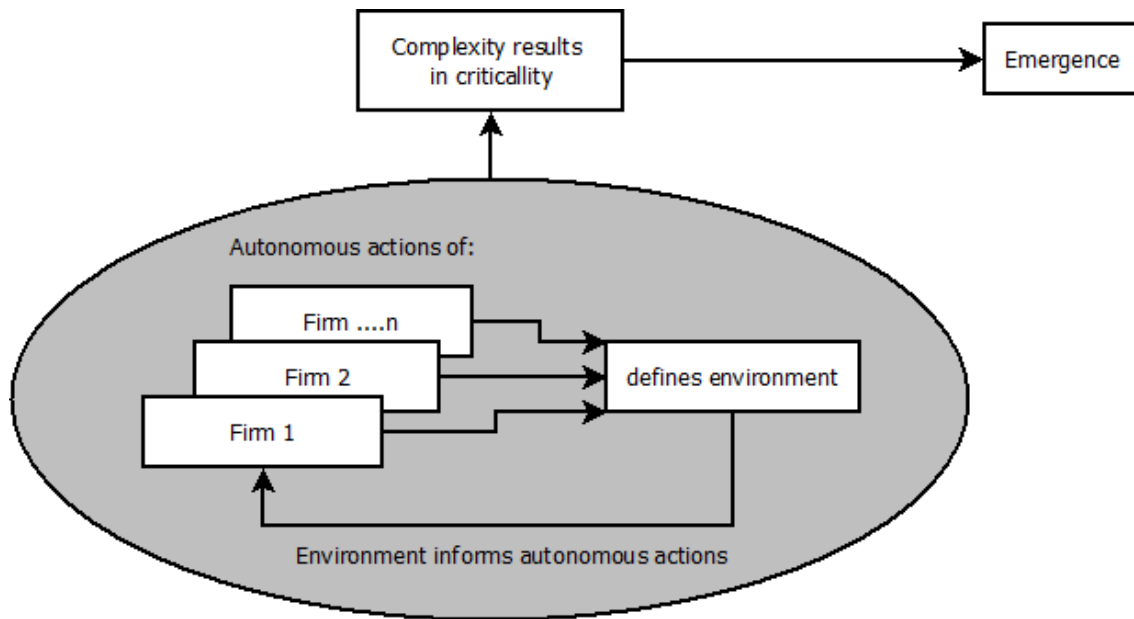 Complexity results
in criticallity
Emergence
Autonomous actions of:
Firm ....n
Firm 2
defines environment
Firm 1
Environment informs autonomous actions